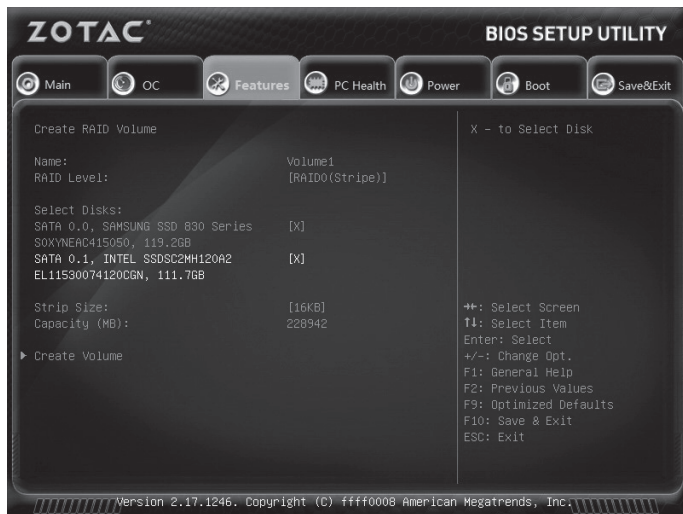 ZOTAC®
BIOS SETUP UTILITY
Main
OC
Features
PC Health
Power
Boot
Save&Exit
Create RAID Volume
X - to Select Disk
Name: Volume1
RAID Level: [RAID0(Stripe)]
Select Disks:
SATA 0.0, SAMSUNG SSD 830 Series [X]
S0XYNEAC415050, 119.2GB
SATA 0.1, INTEL SSDSC2MH120A2 [X]
EL11530074120CGN, 111.7GB
Strip Size: [16KB]
Capacity (MB): 228942
Create Volume
→←: Select Screen
↑↓: Select Item
Enter: Select
+/-: Change Opt.
F1: General Help
F2: Previous Values
F9: Optimized Defaults
F10: Save & Exit
ESC: Exit
Version 2.17.1246. Copyright (C) ffff0008 American Megatrends, Inc.